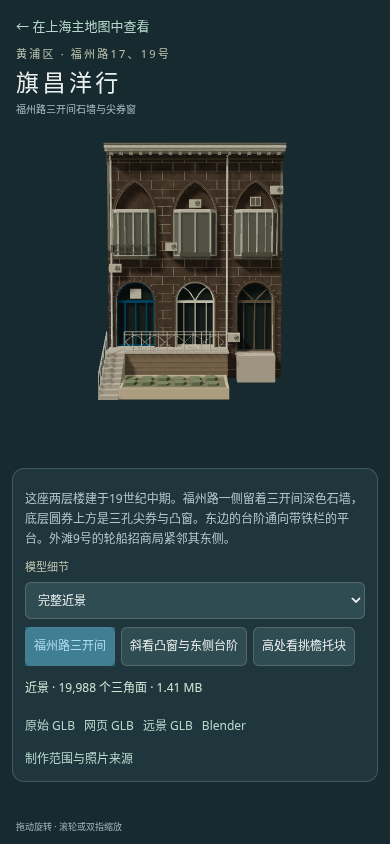 ← 在上海主地图中查看
黄浦区 · 福州路17、19号
旗昌洋行
福州路三开间石墙与尖券窗
这座两层楼建于19世纪中期。福州路一侧留着三开间深色石墙，
底层圆券上方是三孔尖券与凸窗。东边的台阶通向带铁栏的平
台。外滩9号的轮船招商局紧邻其东侧。
模型细节
完整近景
福州路三开间 斜看凸窗与东侧台阶 高处看挑檐托块
近景 · 19,988 个三角面 · 1.41 MB
原始 GLB 网页 GLB 远景 GLB Blender
制作范围与照片来源
拖动旋转 · 滚轮或双指缩放